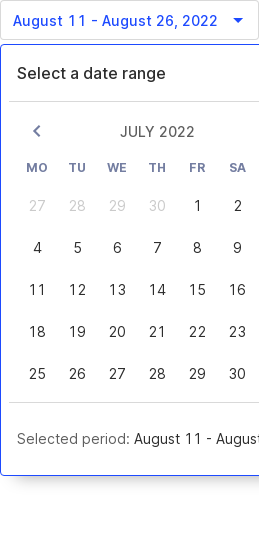 August 11 - August 26, 2022
Select a date range
JULY 2022
MO TU WE TH FR SA
27 28 29 30 1 2
4 5 6 7 8 9
11 12 13 14 15 16
18 19 20 21 22 23
25 26 27 28 29 30
Selected period: August 11 - August